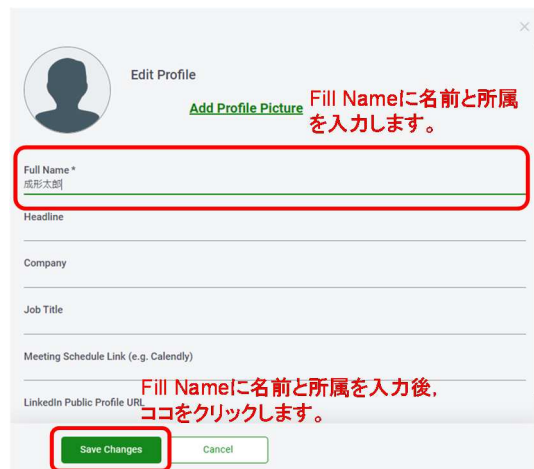 ×
Edit Profile
Add Profile Picture
Fill Nameに名前と所属
を入力します。
Full Name *
成形太郎
Headline
Company
Job Title
Meeting Schedule Link (e.g. Calendly)
Fill Nameに名前と所属を入力後,
LinkedIn Public Profile URL
ココをクリックします。
Save Changes
Cancel